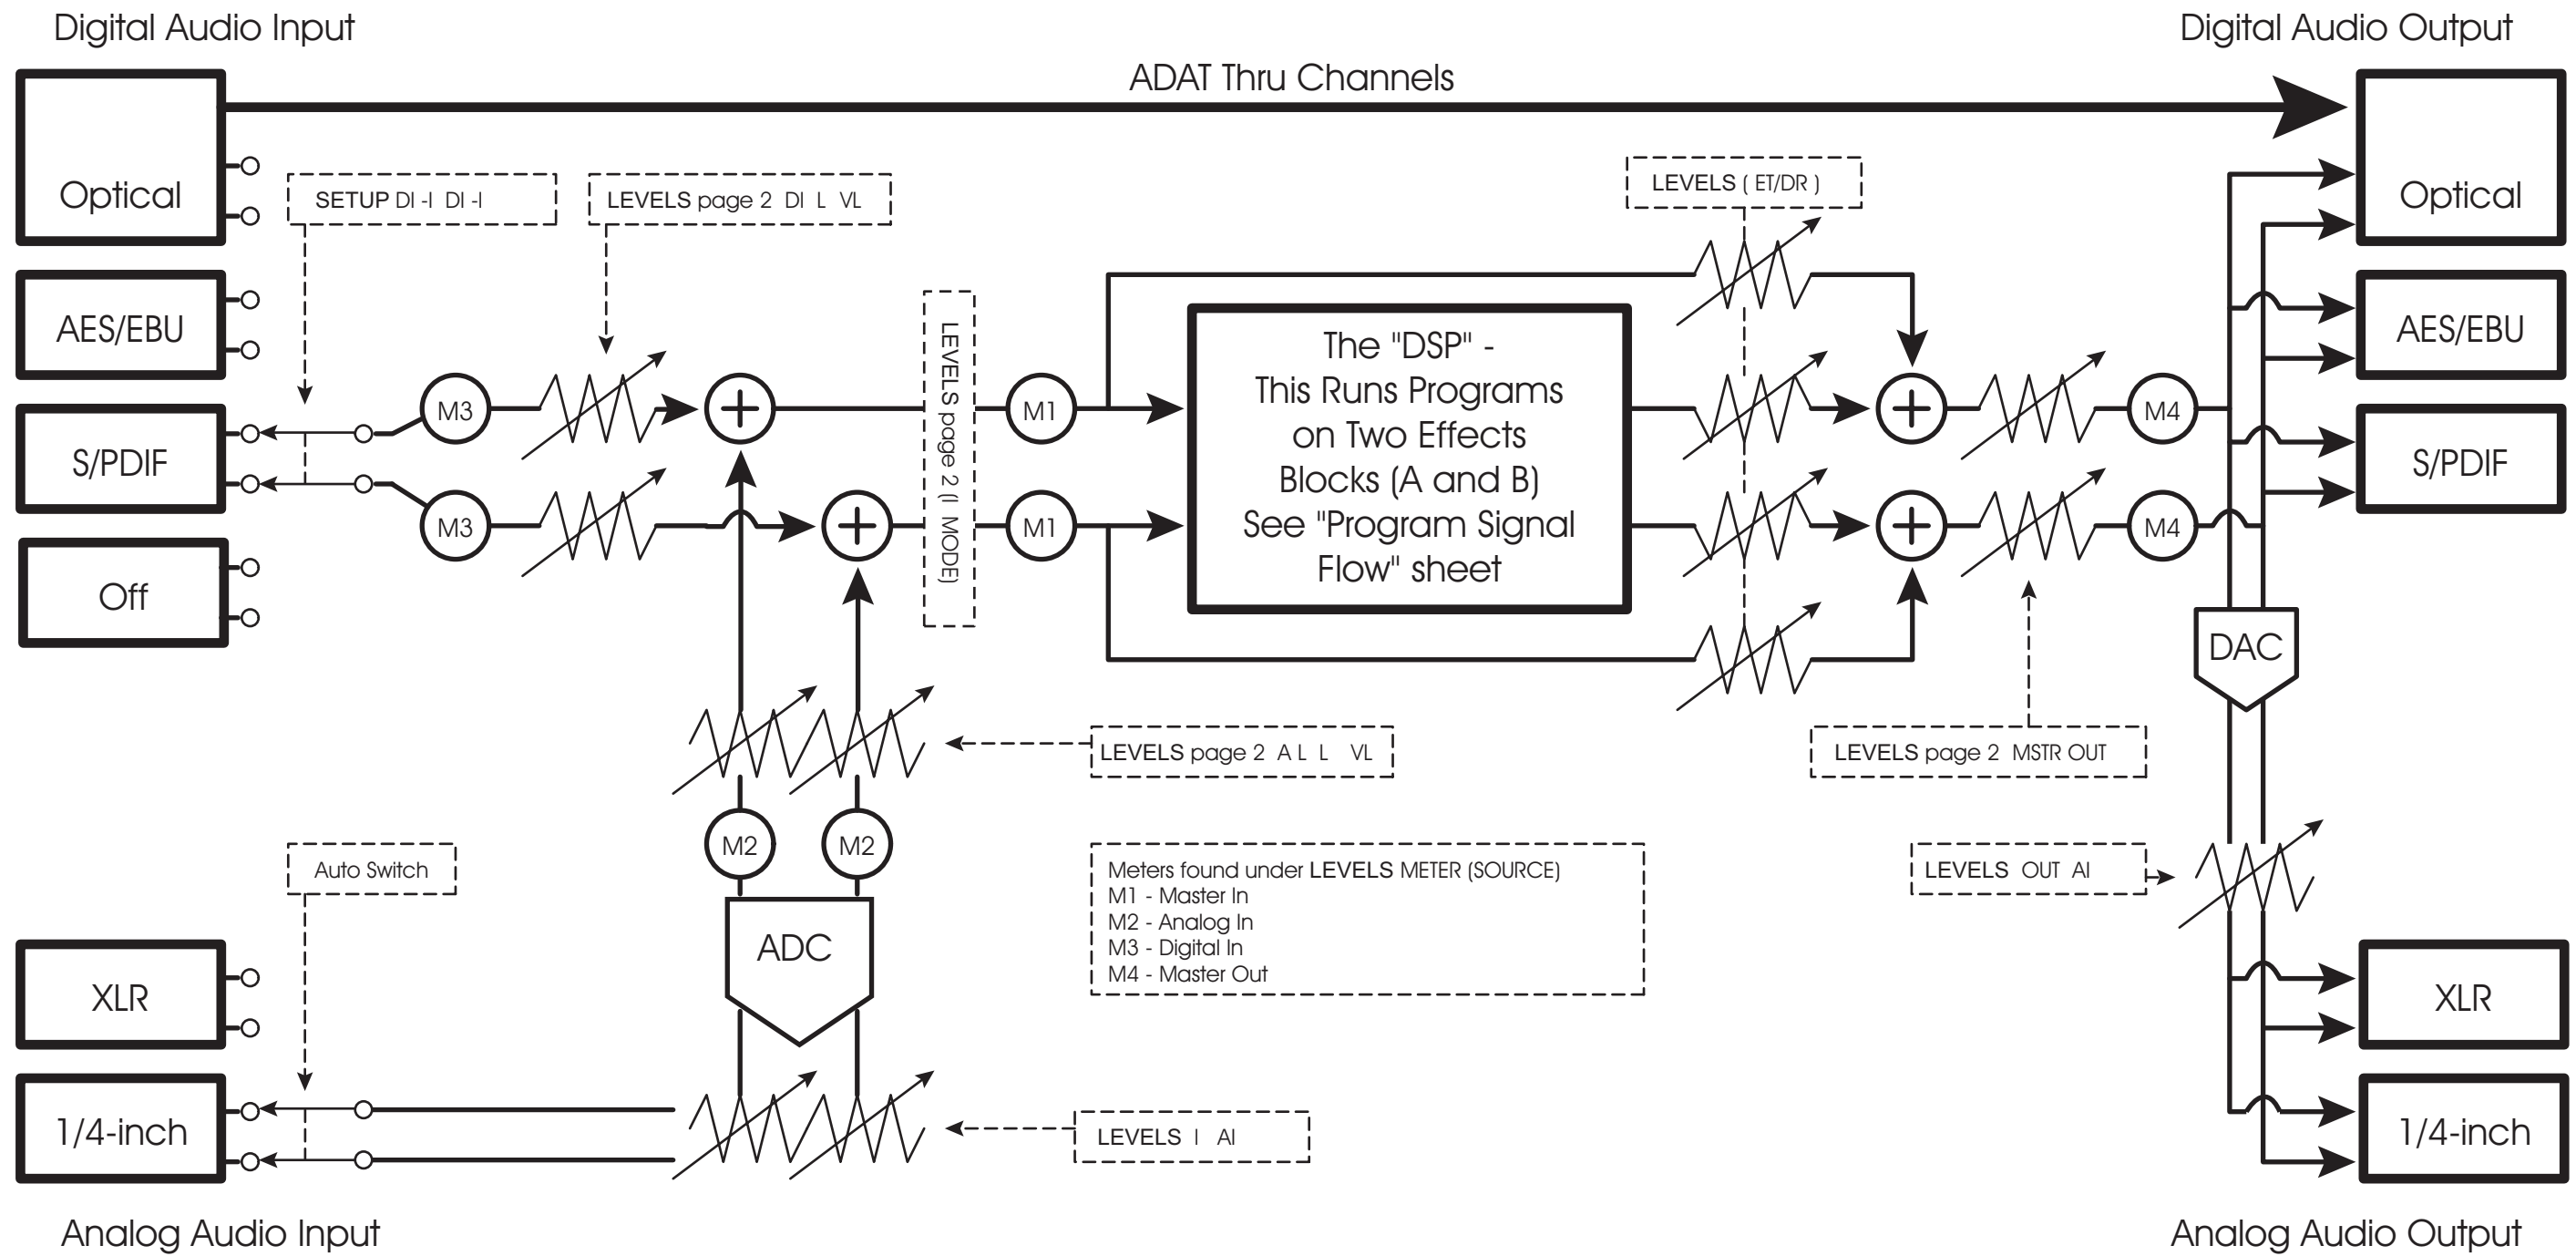 Digital Audio Input
Digital Audio Output
ADAT Thru Channels
Optical
SETUP DI -I DI -I
LEVELS page 2 DI L VL
LEVELS ( ET/DR )
Optical
AES/EBU
AES/EBU
S/PDIF
S/PDIF
Off
M3
M3
LEVELS page 2 (I MODE)
M1
M1
The "DSP" -
This Runs Programs
on Two Effects
Blocks (A and B)
See "Program Signal
Flow" sheet
M4
M4
DAC
LEVELS page 2 A L L VL
LEVELS page 2 MSTR OUT
M2
M2
Auto Switch
Meters found under LEVELS METER (SOURCE)
M1 - Master In
M2 - Analog In
M3 - Digital In
M4 - Master Out
LEVELS OUT AI
ADC
XLR
XLR
1/4-inch
LEVELS I AI
1/4-inch
Analog Audio Input
Analog Audio Output